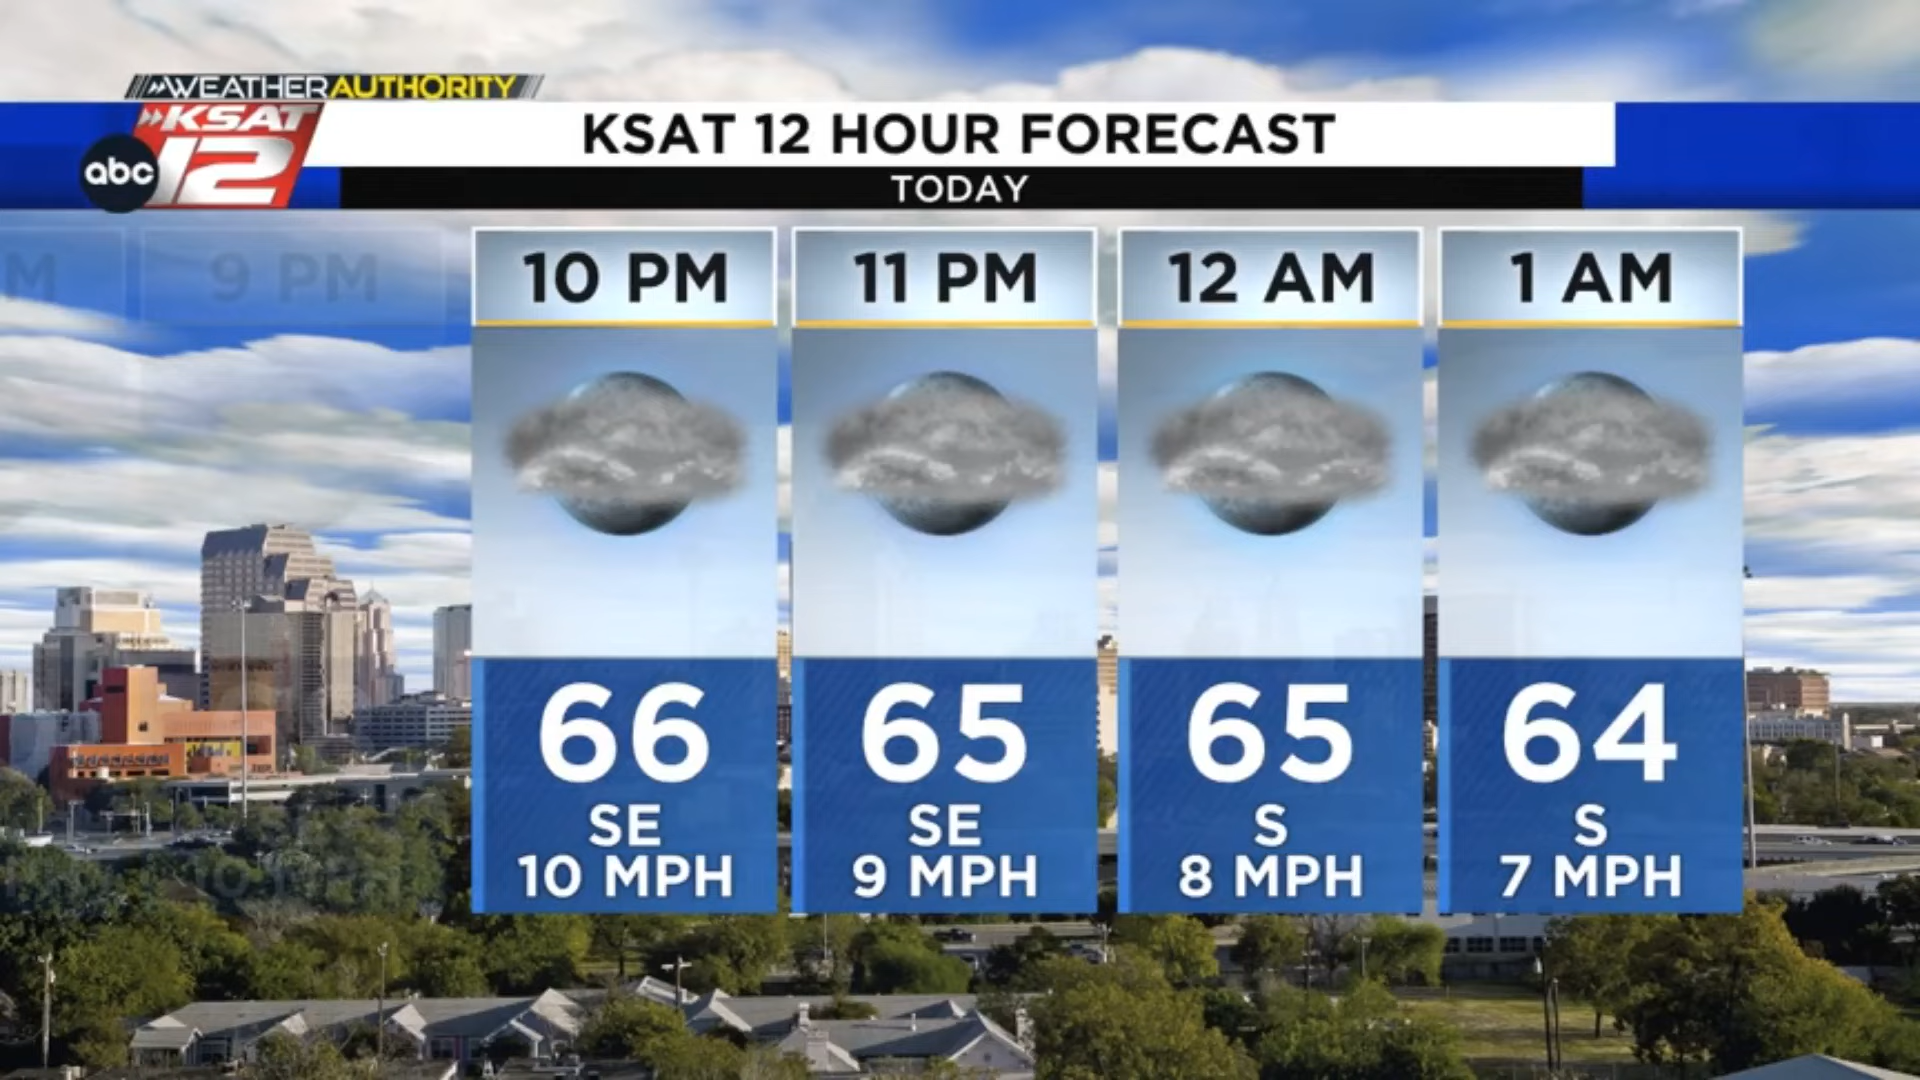 WEATHER AUTHORITY
KSAT
12
abc
KSAT 12 HOUR FORECAST
TODAY
M
9 PM
10 PM
11 PM
12 AM
1 AM
66
SE
10 MPH
65
SE
9 MPH
65
S
8 MPH
64
S
7 MPH